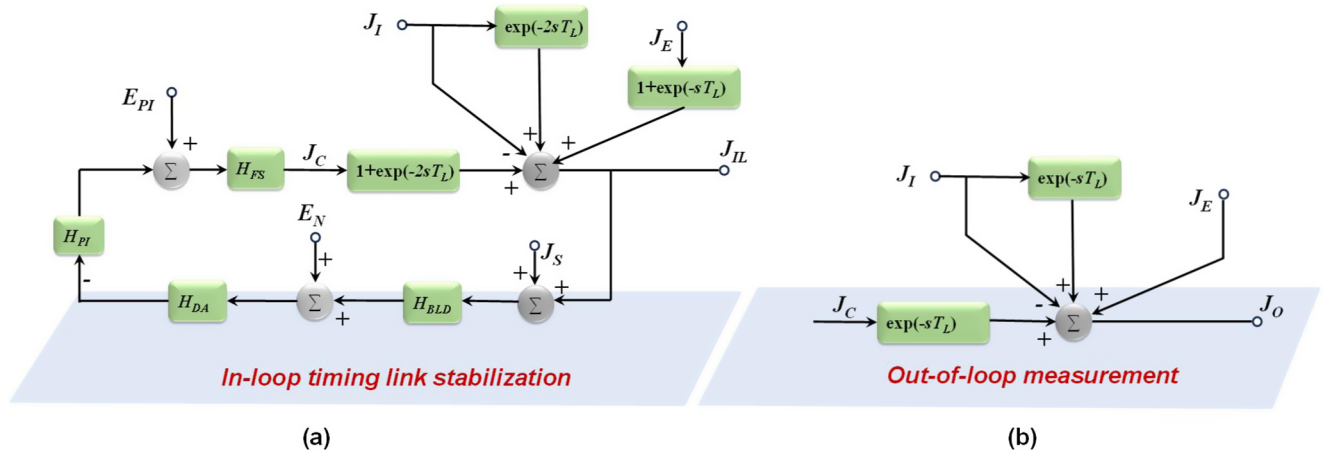 J_I
exp(-2sT_L)
J_E
1+exp(-sT_L)
E_PI
+
Σ
H_FS
J_C
1+exp(-2sT_L)
+
-
+
+
Σ
J_IL
H_PI
-
E_N
+
J_S
+
+
H_DA
Σ
+
H_BLD
Σ
In-loop timing link stabilization
(a)
J_I
exp(-sT_L)
J_E
J_C
exp(-sT_L)
-
+
+
+
Σ
J_O
Out-of-loop measurement
(b)